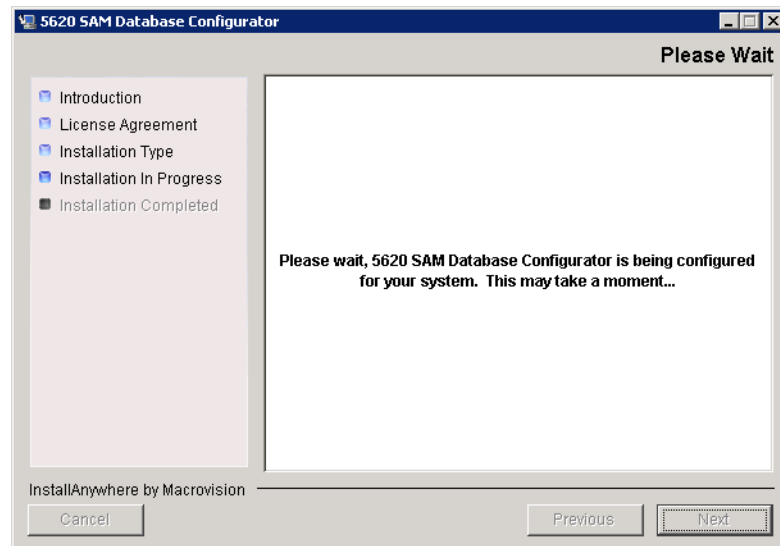 5620 SAM Database Configurator
Please Wait
Introduction
License Agreement
Installation Type
Installation In Progress
Installation Completed
Please wait, 5620 SAM Database Configurator is being configured
for your system.  This may take a moment...
InstallAnywhere by Macrovision
Cancel
Previous
Next